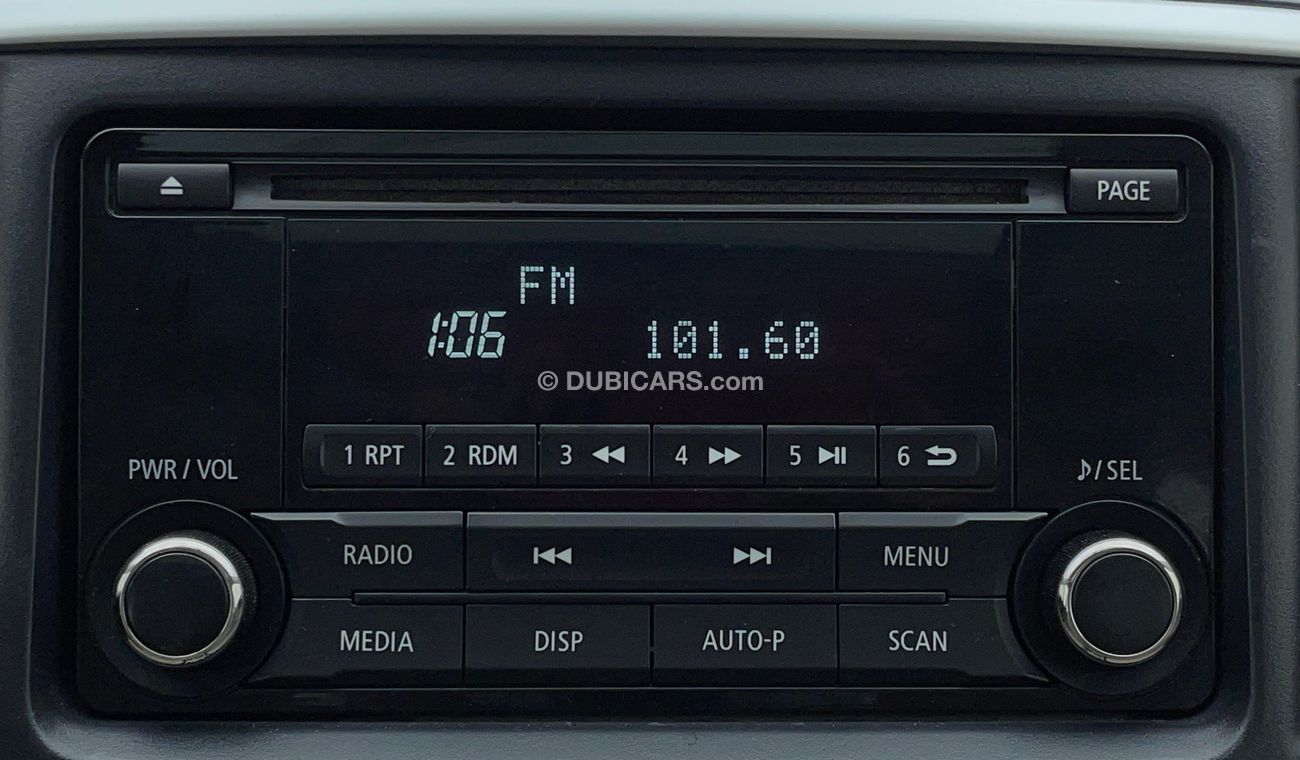 PAGE
FM
1:06 101.60
© DUBICARS.com
1 RPT 2 RDM 3 4 5 6
PWR / VOL
/ SEL
RADIO MENU
MEDIA DISP AUTO-P SCAN